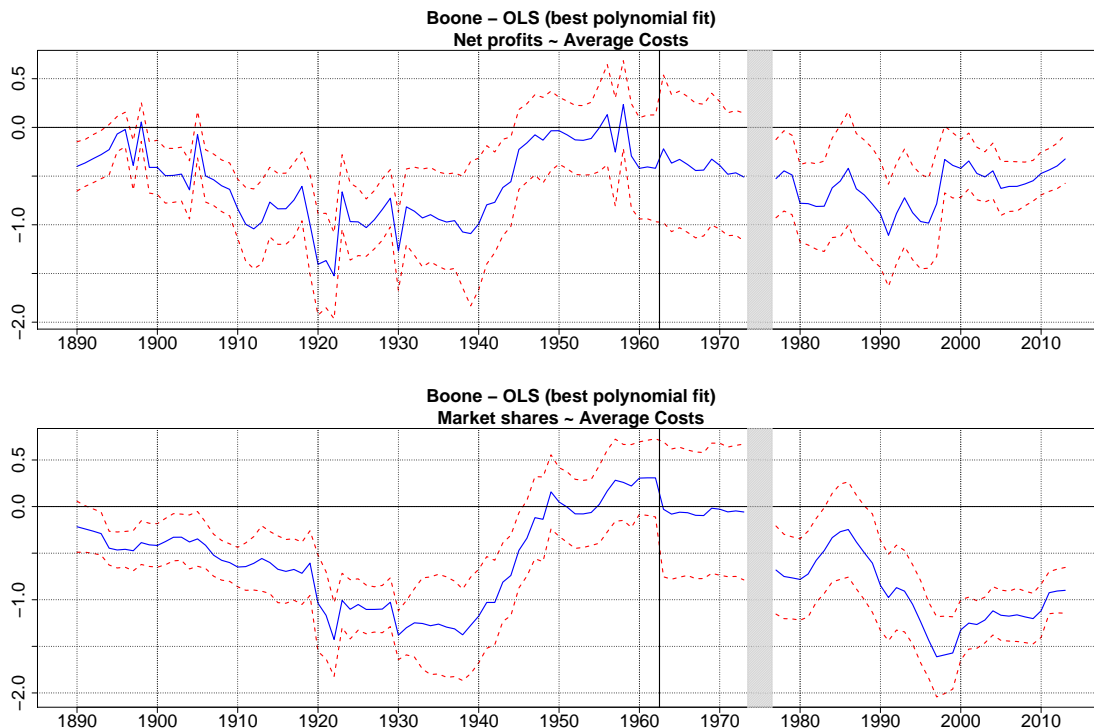 Boone − OLS (best polynomial fit)
Net profits ~ Average Costs
0.5
0.0
−1.0
−2.0
1890 1900 1910 1920 1930 1940 1950 1960 1970 1980 1990 2000 2010
Boone − OLS (best polynomial fit)
Market shares ~ Average Costs
0.5
0.0
−1.0
−2.0
1890 1900 1910 1920 1930 1940 1950 1960 1970 1980 1990 2000 2010